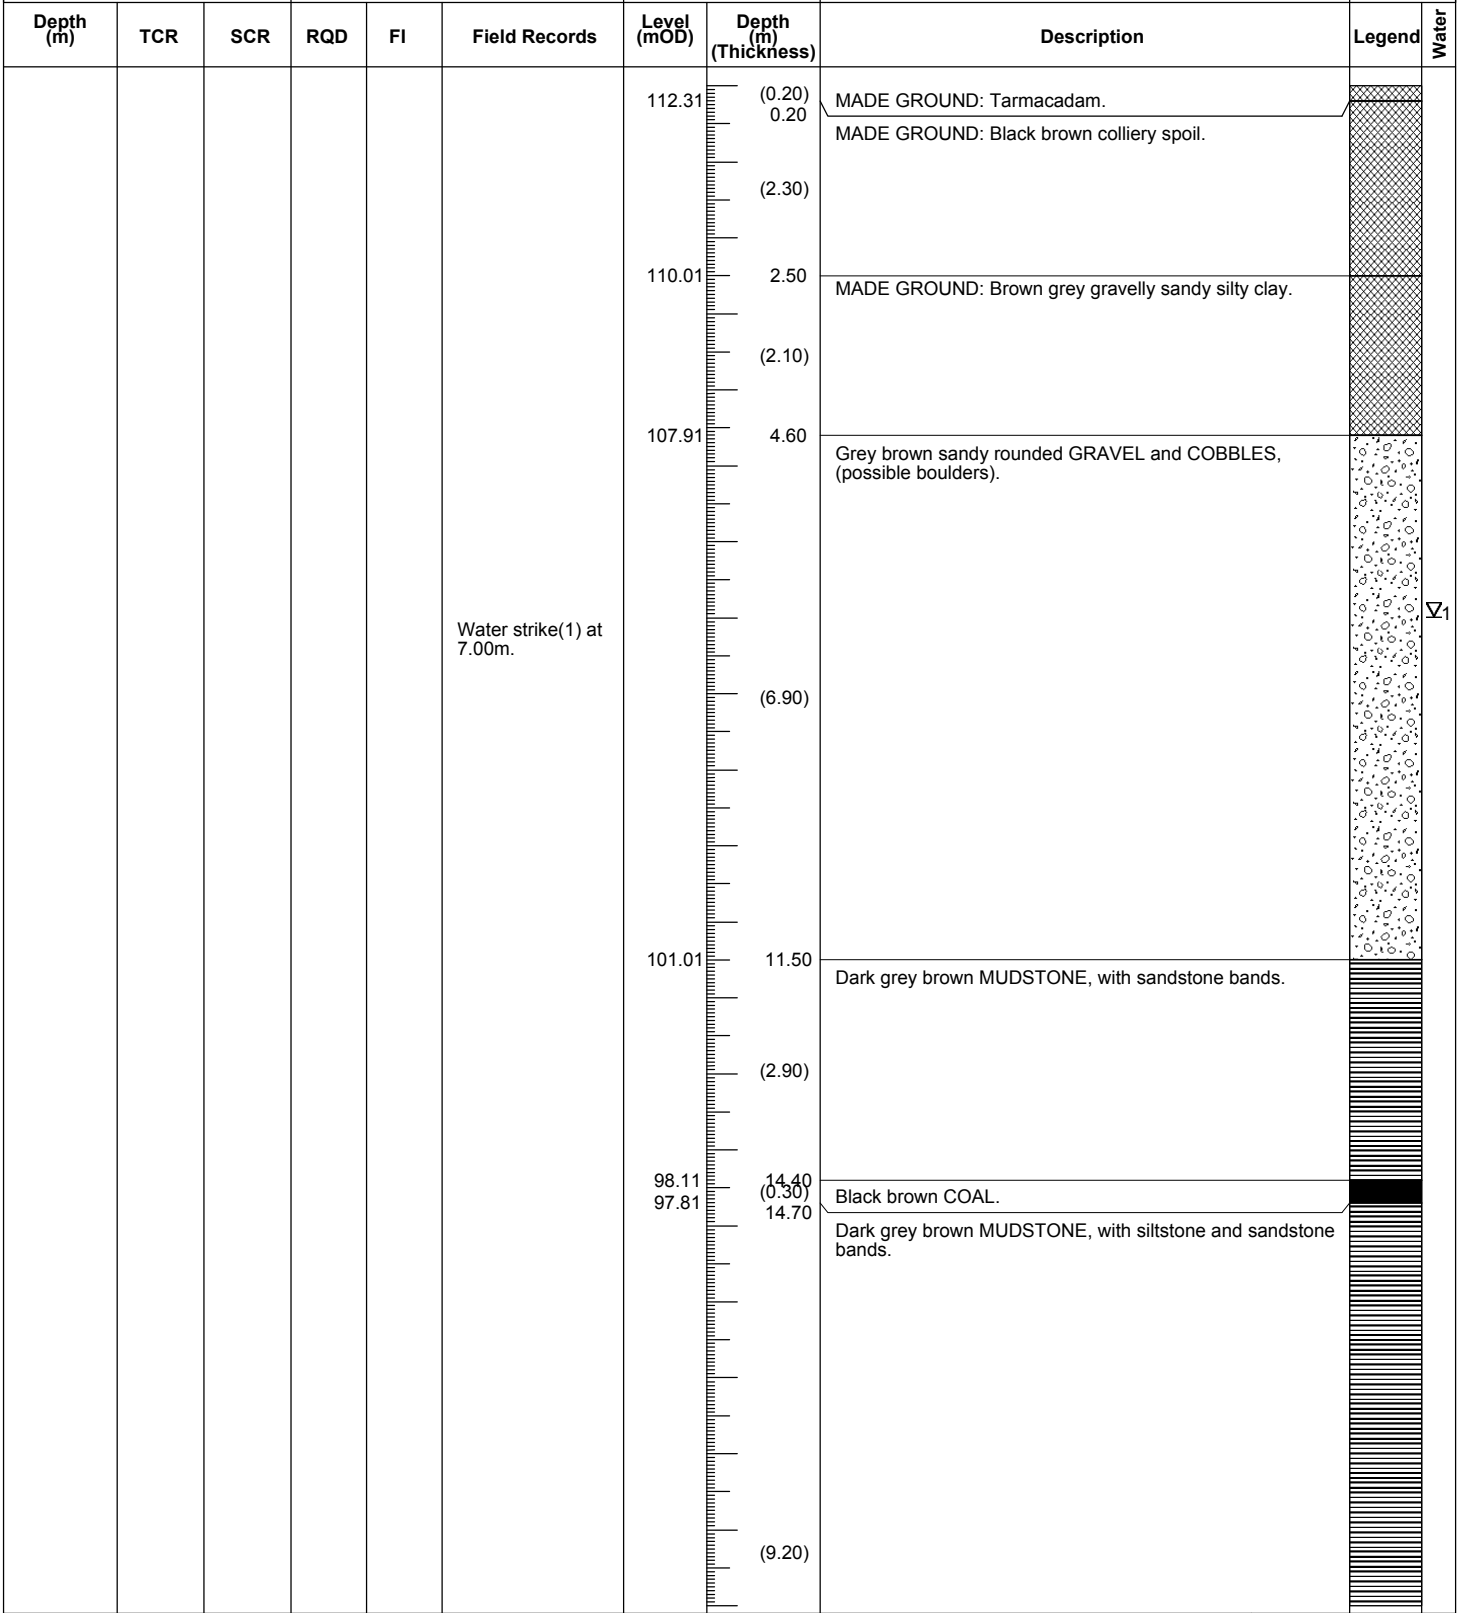 Depth (m)
TCR
SCR
RQD
FI
Field Records
Level (mOD)
Depth (m) (Thickness)
Description
Legend
Water
112.31
(0.20)
0.20
MADE GROUND: Tarmacadam.
MADE GROUND: Black brown colliery spoil.
(2.30)
110.01
2.50
MADE GROUND: Brown grey gravelly sandy silty clay.
(2.10)
107.91
4.60
Grey brown sandy rounded GRAVEL and COBBLES,
(possible boulders).
1
Water strike(1) at
7.00m.
(6.90)
101.01
11.50
Dark grey brown MUDSTONE, with sandstone bands.
(2.90)
98.11
14.40
(0.30)
Black brown COAL.
97.81
14.70
Dark grey brown MUDSTONE, with siltstone and sandstone
bands.
(9.20)